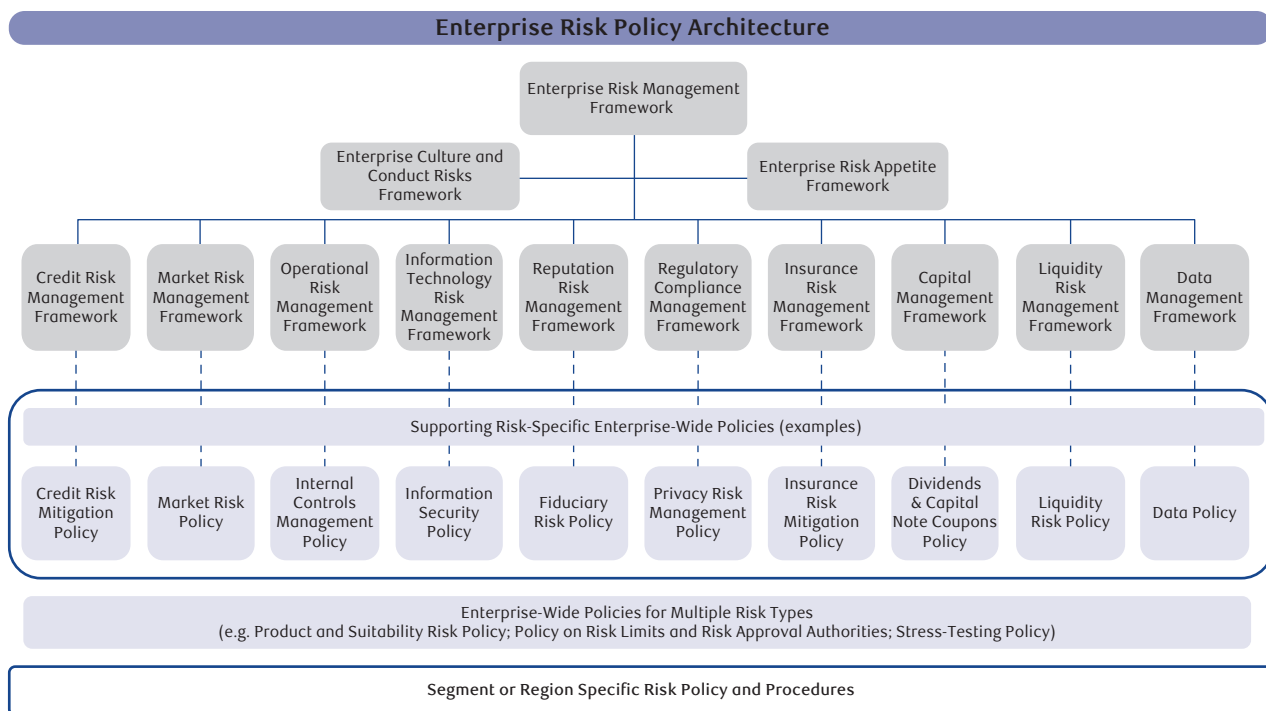 Enterprise Risk Policy Architecture
Enterprise Risk Management
Framework
Enterprise Culture and
Conduct Risks
Framework
Enterprise Risk Appetite
Framework
Credit Risk
Management
Framework
Market Risk
Management
Framework
Operational
Risk
Management
Framework
Information
Technology
Risk
Management
Framework
Reputation
Risk
Management
Framework
Regulatory
Compliance
Management
Framework
Insurance
Risk
Management
Framework
Capital
Management
Framework
Liquidity
Risk
Management
Framework
Data
Management
Framework
Supporting Risk-Specific Enterprise-Wide Policies (examples)
Credit Risk
Mitigation
Policy
Market Risk
Policy
Internal
Controls
Management
Policy
Information
Security
Policy
Fiduciary
Risk Policy
Privacy Risk
Management
Policy
Insurance
Risk
Mitigation
Policy
Dividends
& Capital
Note Coupons
Policy
Liquidity
Risk Policy
Data Policy
Enterprise-Wide Policies for Multiple Risk Types
(e.g. Product and Suitability Risk Policy; Policy on Risk Limits and Risk Approval Authorities; Stress-Testing Policy)
Segment or Region Specific Risk Policy and Procedures